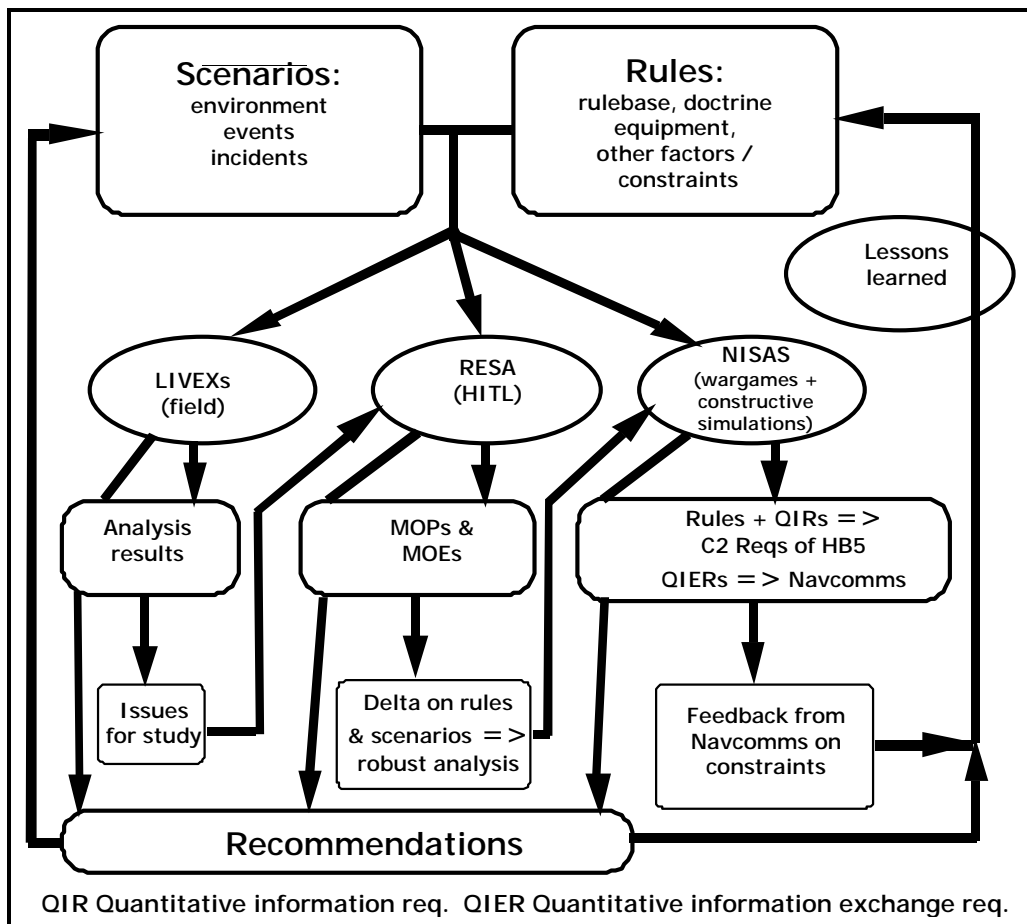 Scenarios:
environment
events
incidents
Rules:
rulebase, doctrine
equipment,
other factors /
constraints
Lessons
learned
LIVEXs
(field)
RESA
(HITL)
NISAS
(wargames +
constructive
simulations)
Analysis
results
MOPs &
MOEs
Rules + QIRs = >
C2 Reqs of HB5
QIERs = > Navcomms
Issues
for study
Delta on rules
& scenarios = >
robust analysis
Feedback from
Navcomms on
constraints
Recommendations
QIR Quantitative information req. QIER Quantitative information exchange req.